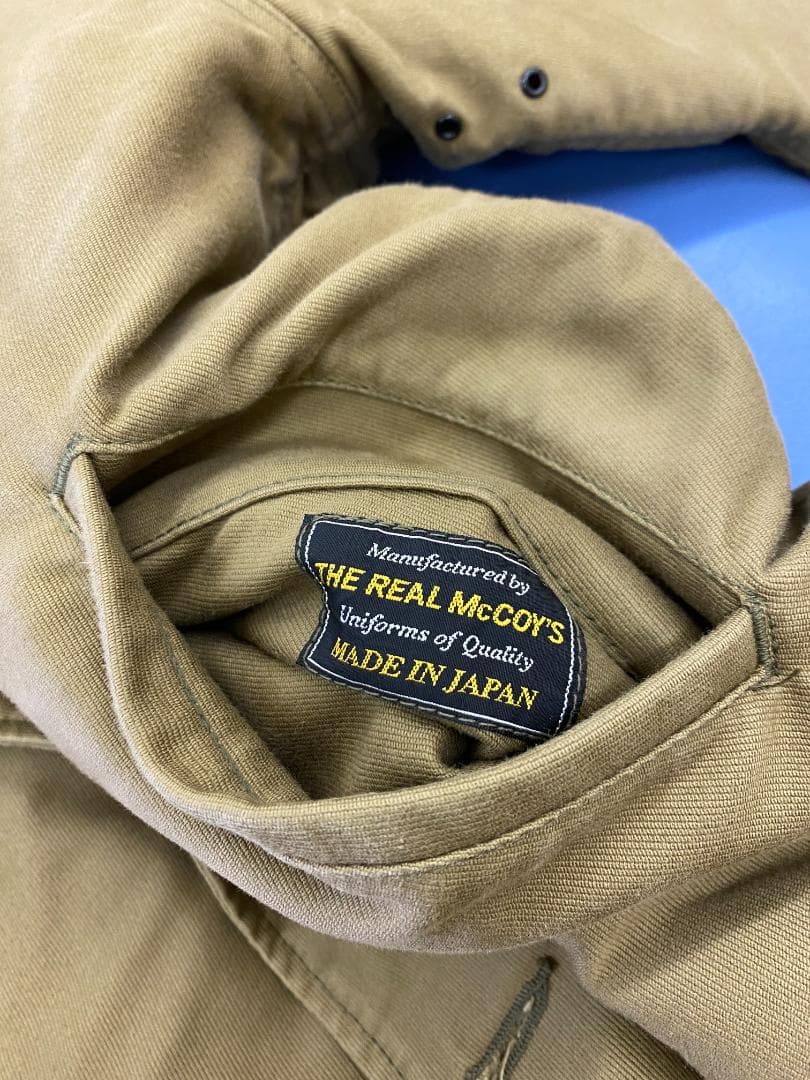 Manufactured by
THE REAL McCOY'S
Uniforms of Quality
MADE IN JAPAN